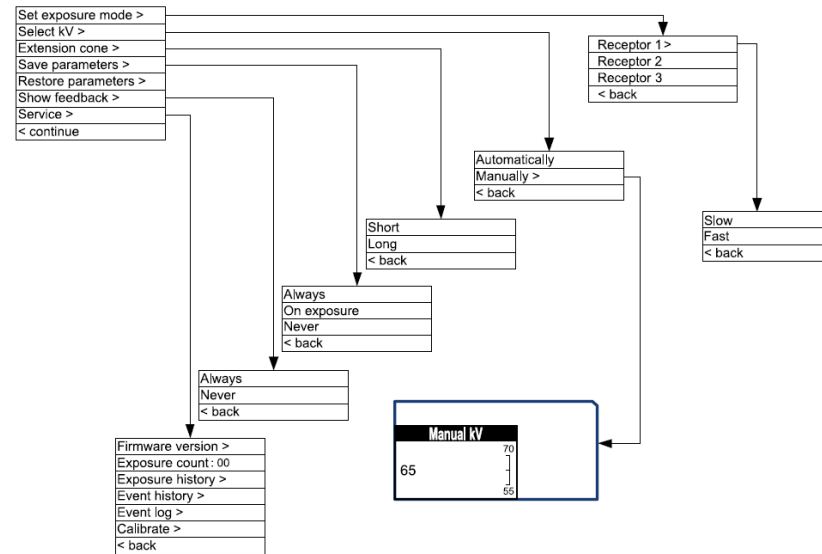 Set exposure mode >
Select kV >
Extension cone >
Save parameters >
Restore parameters >
Show feedback >
Service >
< continue
Receptor 1>
Receptor 2
Receptor 3
< back
Automatically
Manually >
< back
Slow
Fast
< back
Short
Long
< back
Always
On exposure
Never
< back
Always
Never
< back
Manual kV
70
65
55
Firmware version >
Exposure count: 00
Exposure history >
Event history >
Event log >
Calibrate >
< back